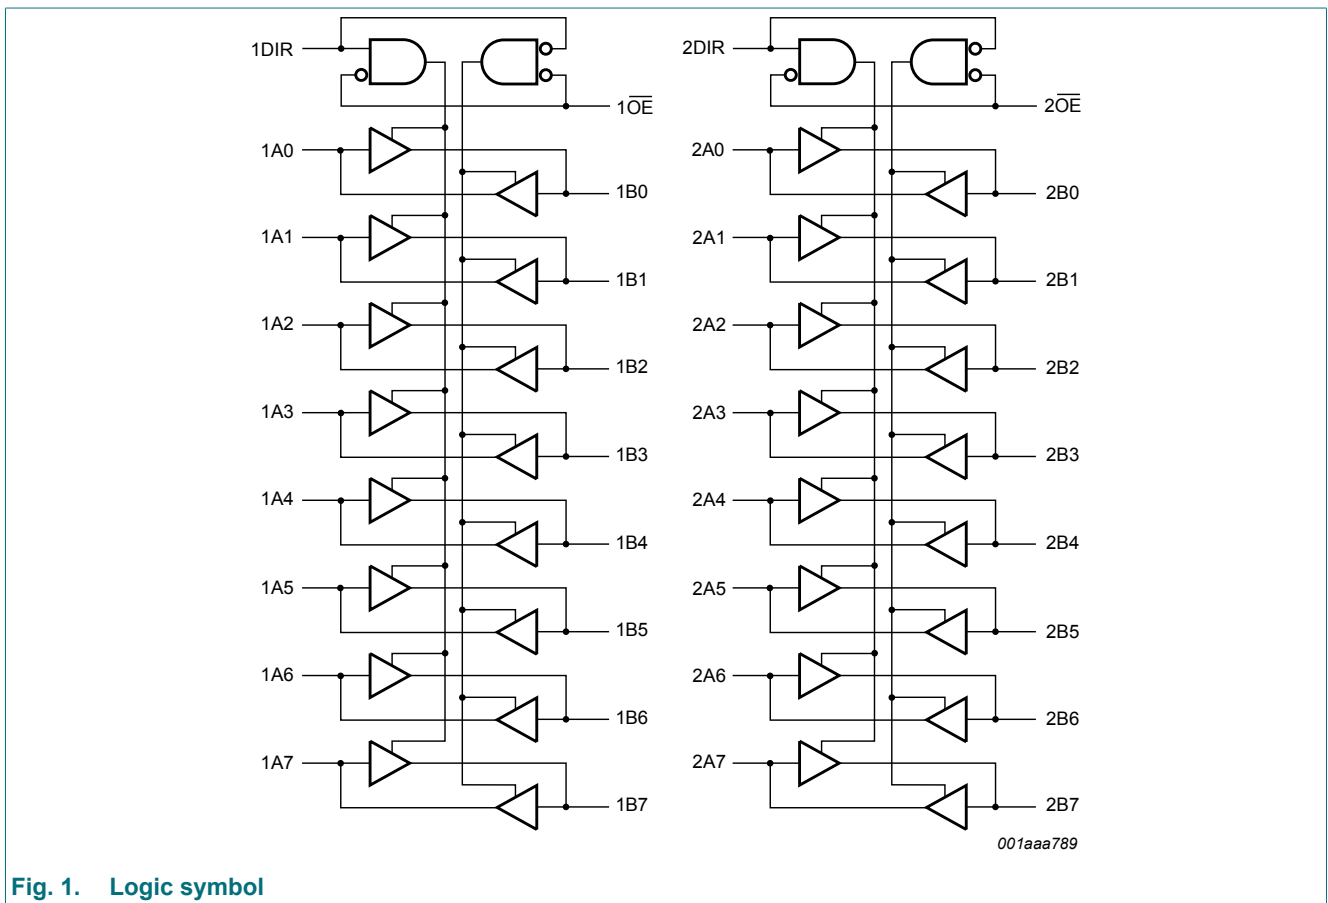 1DIR
1O̅E̅
1A0
1B0
1A1
1B1
1A2
1B2
1A3
1B3
1A4
1B4
1A5
1B5
1A6
1B6
1A7
1B7
2DIR
2O̅E̅
2A0
2B0
2A1
2B1
2A2
2B2
2A3
2B3
2A4
2B4
2A5
2B5
2A6
2B6
2A7
2B7
001aaa789
Fig. 1. Logic symbol